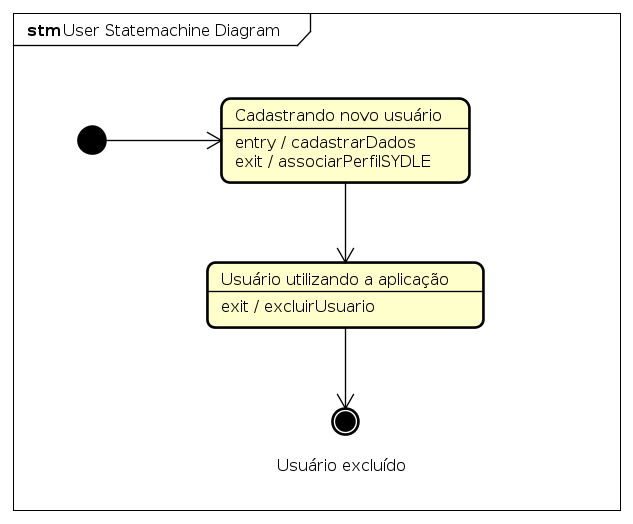 stm User Statemachine Diagram
Cadastrando novo usuário
entry / cadastrarDados
exit / associarPerfilSYDLE
Usuário utilizando a aplicação
exit / excluirUsuario
Usuário excluído